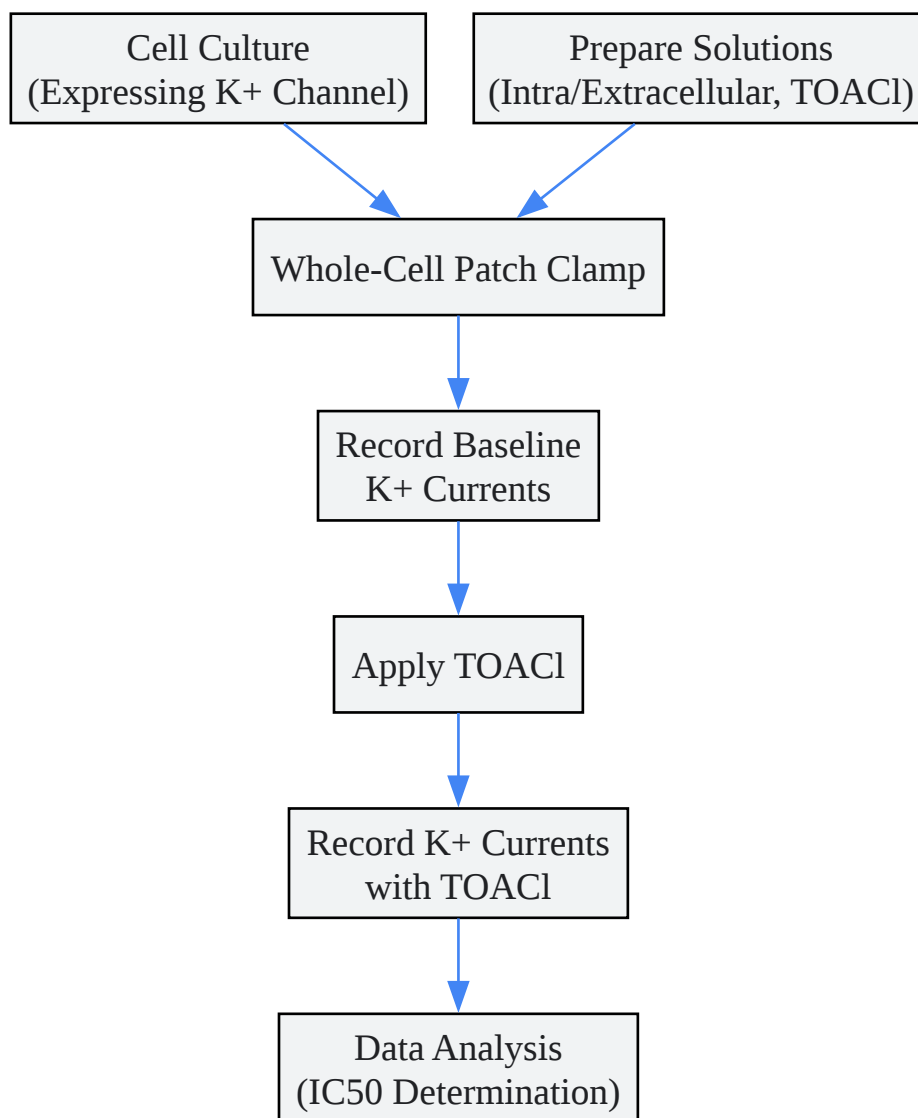 Cell Culture
(Expressing K+ Channel)
Prepare Solutions
(Intra/Extracellular, TOACl)
Whole-Cell Patch Clamp
Record Baseline
K+ Currents
Apply TOACl
Record K+ Currents
with TOACl
Data Analysis
(IC50 Determination)